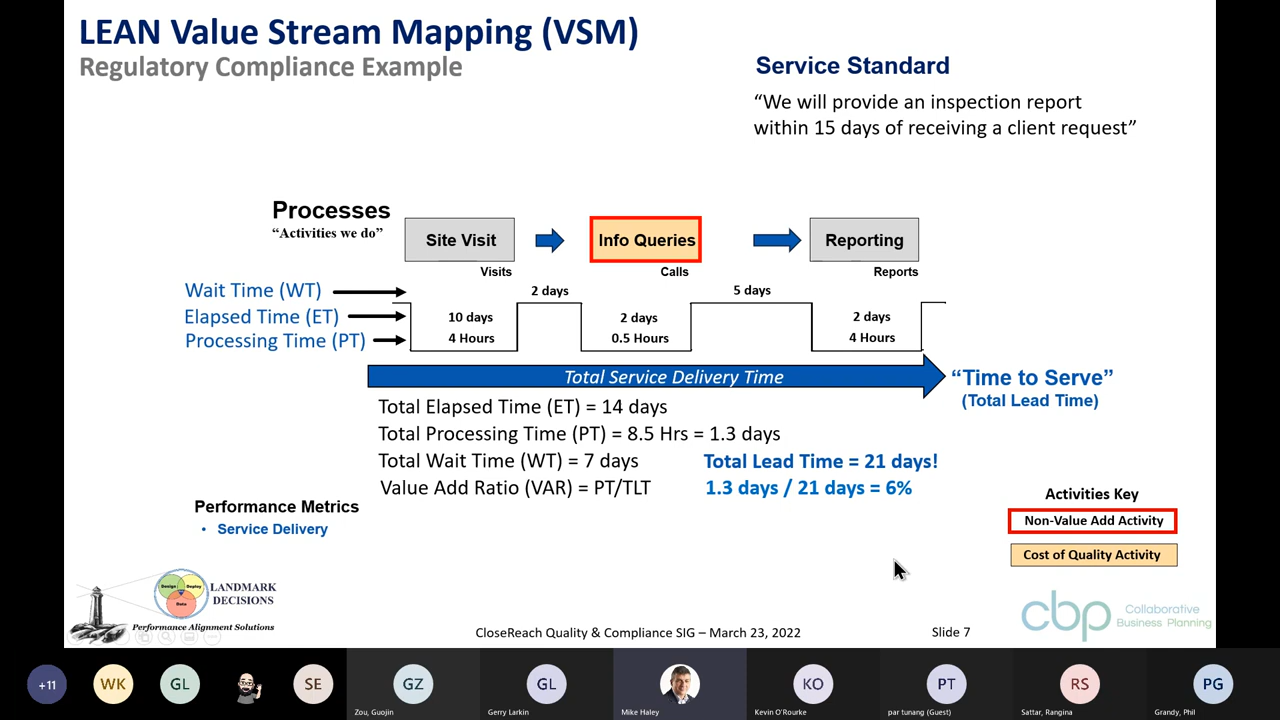 LEAN Value Stream Mapping (VSM)
Regulatory Compliance Example
Service Standard
“We will provide an inspection report
within 15 days of receiving a client request”
Processes
“Activities we do”
Site Visit
Info Queries
Reporting
Visits
Calls
Reports
Wait Time (WT)
2 days
5 days
Elapsed Time (ET)
10 days
2 days
2 days
Processing Time (PT)
4 Hours
0.5 Hours
4 Hours
Total Service Delivery Time
“Time to Serve”
(Total Lead Time)
Total Elapsed Time (ET) = 14 days
Total Processing Time (PT) = 8.5 Hrs = 1.3 days
Total Wait Time (WT) = 7 days
Total Lead Time = 21 days!
Value Add Ratio (VAR) = PT/TLT
1.3 days / 21 days = 6%
Performance Metrics
• Service Delivery
Activities Key
Non-Value Add Activity
Cost of Quality Activity
Design
Deploy
Rate
LANDMARK
DECISIONS
Performance Alignment Solutions
CloseReach Quality & Compliance SIG – March 23, 2022
Slide 7
cbp
Collaborative
Business Planning
+11
WK
GL
SE
GZ
GL
KO
PT
RS
PG
Zou, Guojin
Gerry Larkin
Mike Haley
Kevin O'Rourke
par tunang (Guest)
Sattar, Rangina
Grandy, Phil